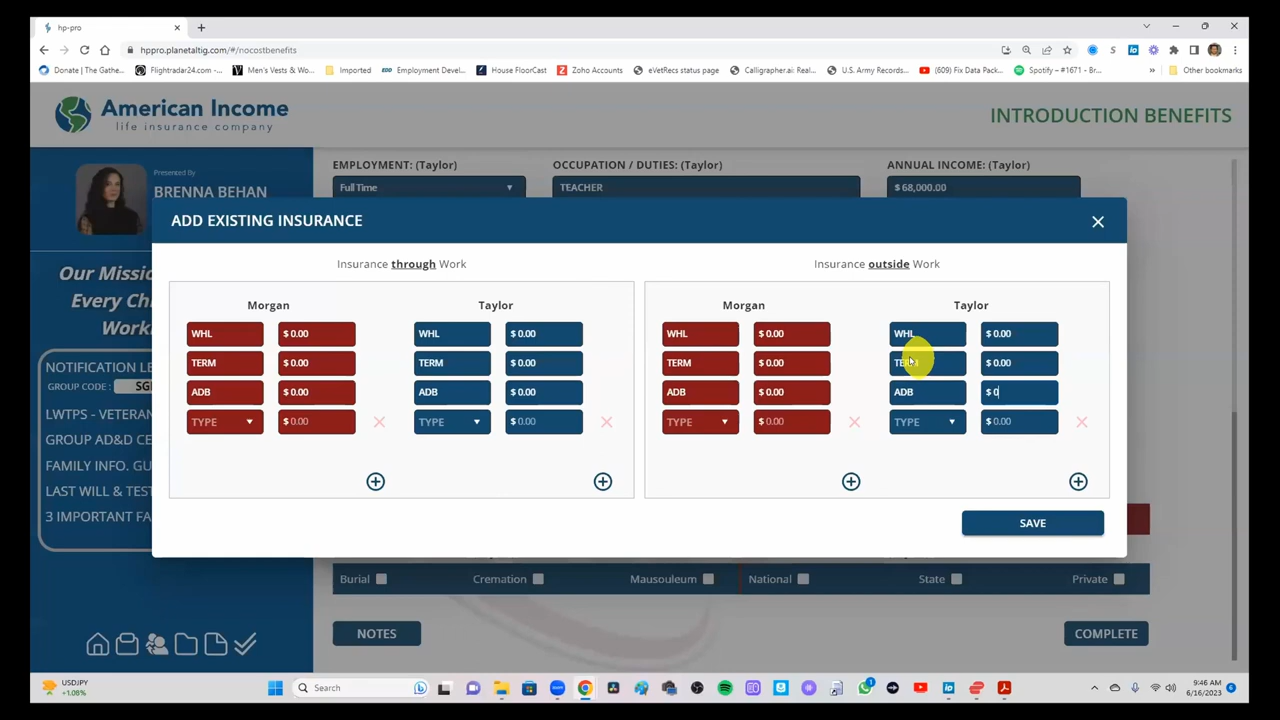 hp-pro
hppro.planetaltig.com/#/nocostbenefits
Donate | The Gathe...
Flightradar24.com -...
Men's Vests & Wo...
Imported
EDD Employment Devel...
House FloorCast
Zoho Accounts
eVetRecs status page
Calligrapher.ai: Real...
U.S. Army Records...
(609) Fix Data Pack...
Spotify – #1671 - Br...
»
Other bookmarks
American Income
life insurance company
INTRODUCTION BENEFITS
Presented By
BRENNA BEHAN
EMPLOYMENT: (Taylor)
OCCUPATION / DUTIES: (Taylor)
ANNUAL INCOME: (Taylor)
Full Time
TEACHER
$ 68,000.00
ADD EXISTING INSURANCE
Insurance through Work
Insurance outside Work
Morgan
Taylor
Morgan
Taylor
WHL $ 0.00 WHL $ 0.00 WHL $ 0.00 WHL $ 0.00
TERM $ 0.00 TERM $ 0.00 TERM $ 0.00 TERM $ 0.00
ADB $ 0.00 ADB $ 0.00 ADB $ 0.00 ADB $ 0
TYPE $ 0.00 TYPE $ 0.00 TYPE $ 0.00 TYPE $ 0.00
SAVE
Our Missio
Every Ch
Work
NOTIFICATION LE
GROUP CODE : SG
LWTPS - VETERAN
GROUP AD&D CE
FAMILY INFO. GU
LAST WILL & TEST
3 IMPORTANT FA
Burial Cremation Mausouleum National State Private
NOTES
COMPLETE
USDJPY
+1.08%
Search
1
9:46 AM
6/16/2023
6